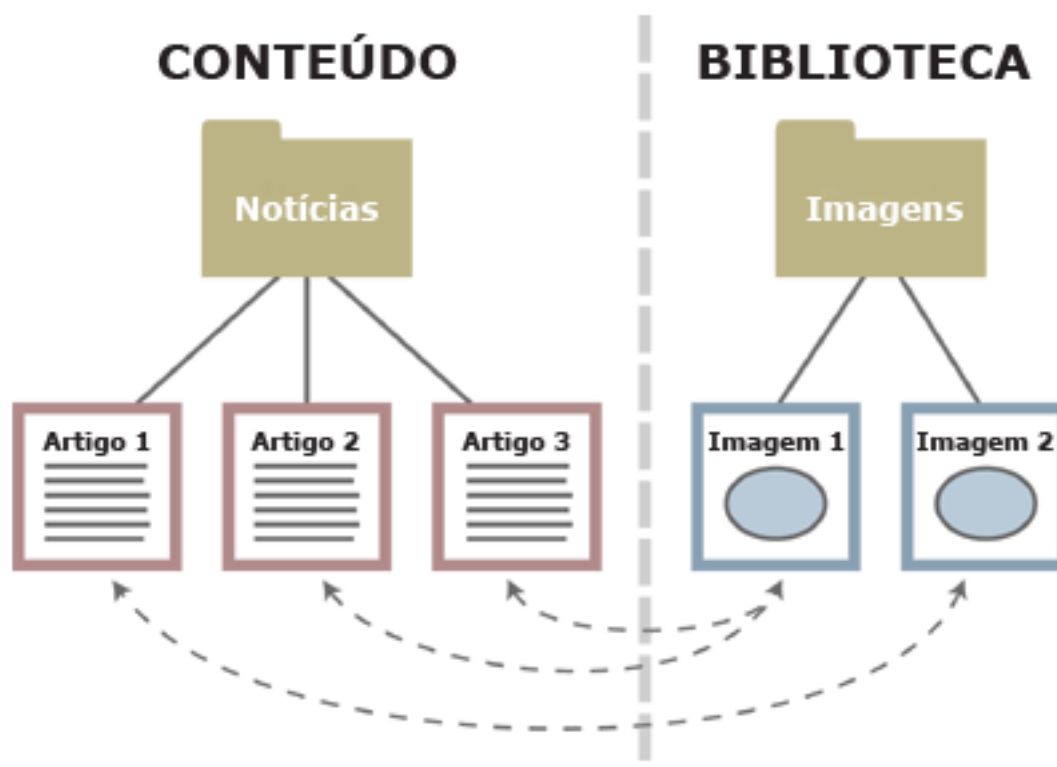 CONTEÚDO
BIBLIOTECA
Notícias
Imagens
Artigo 1
Artigo 2
Artigo 3
Imagem 1
Imagem 2